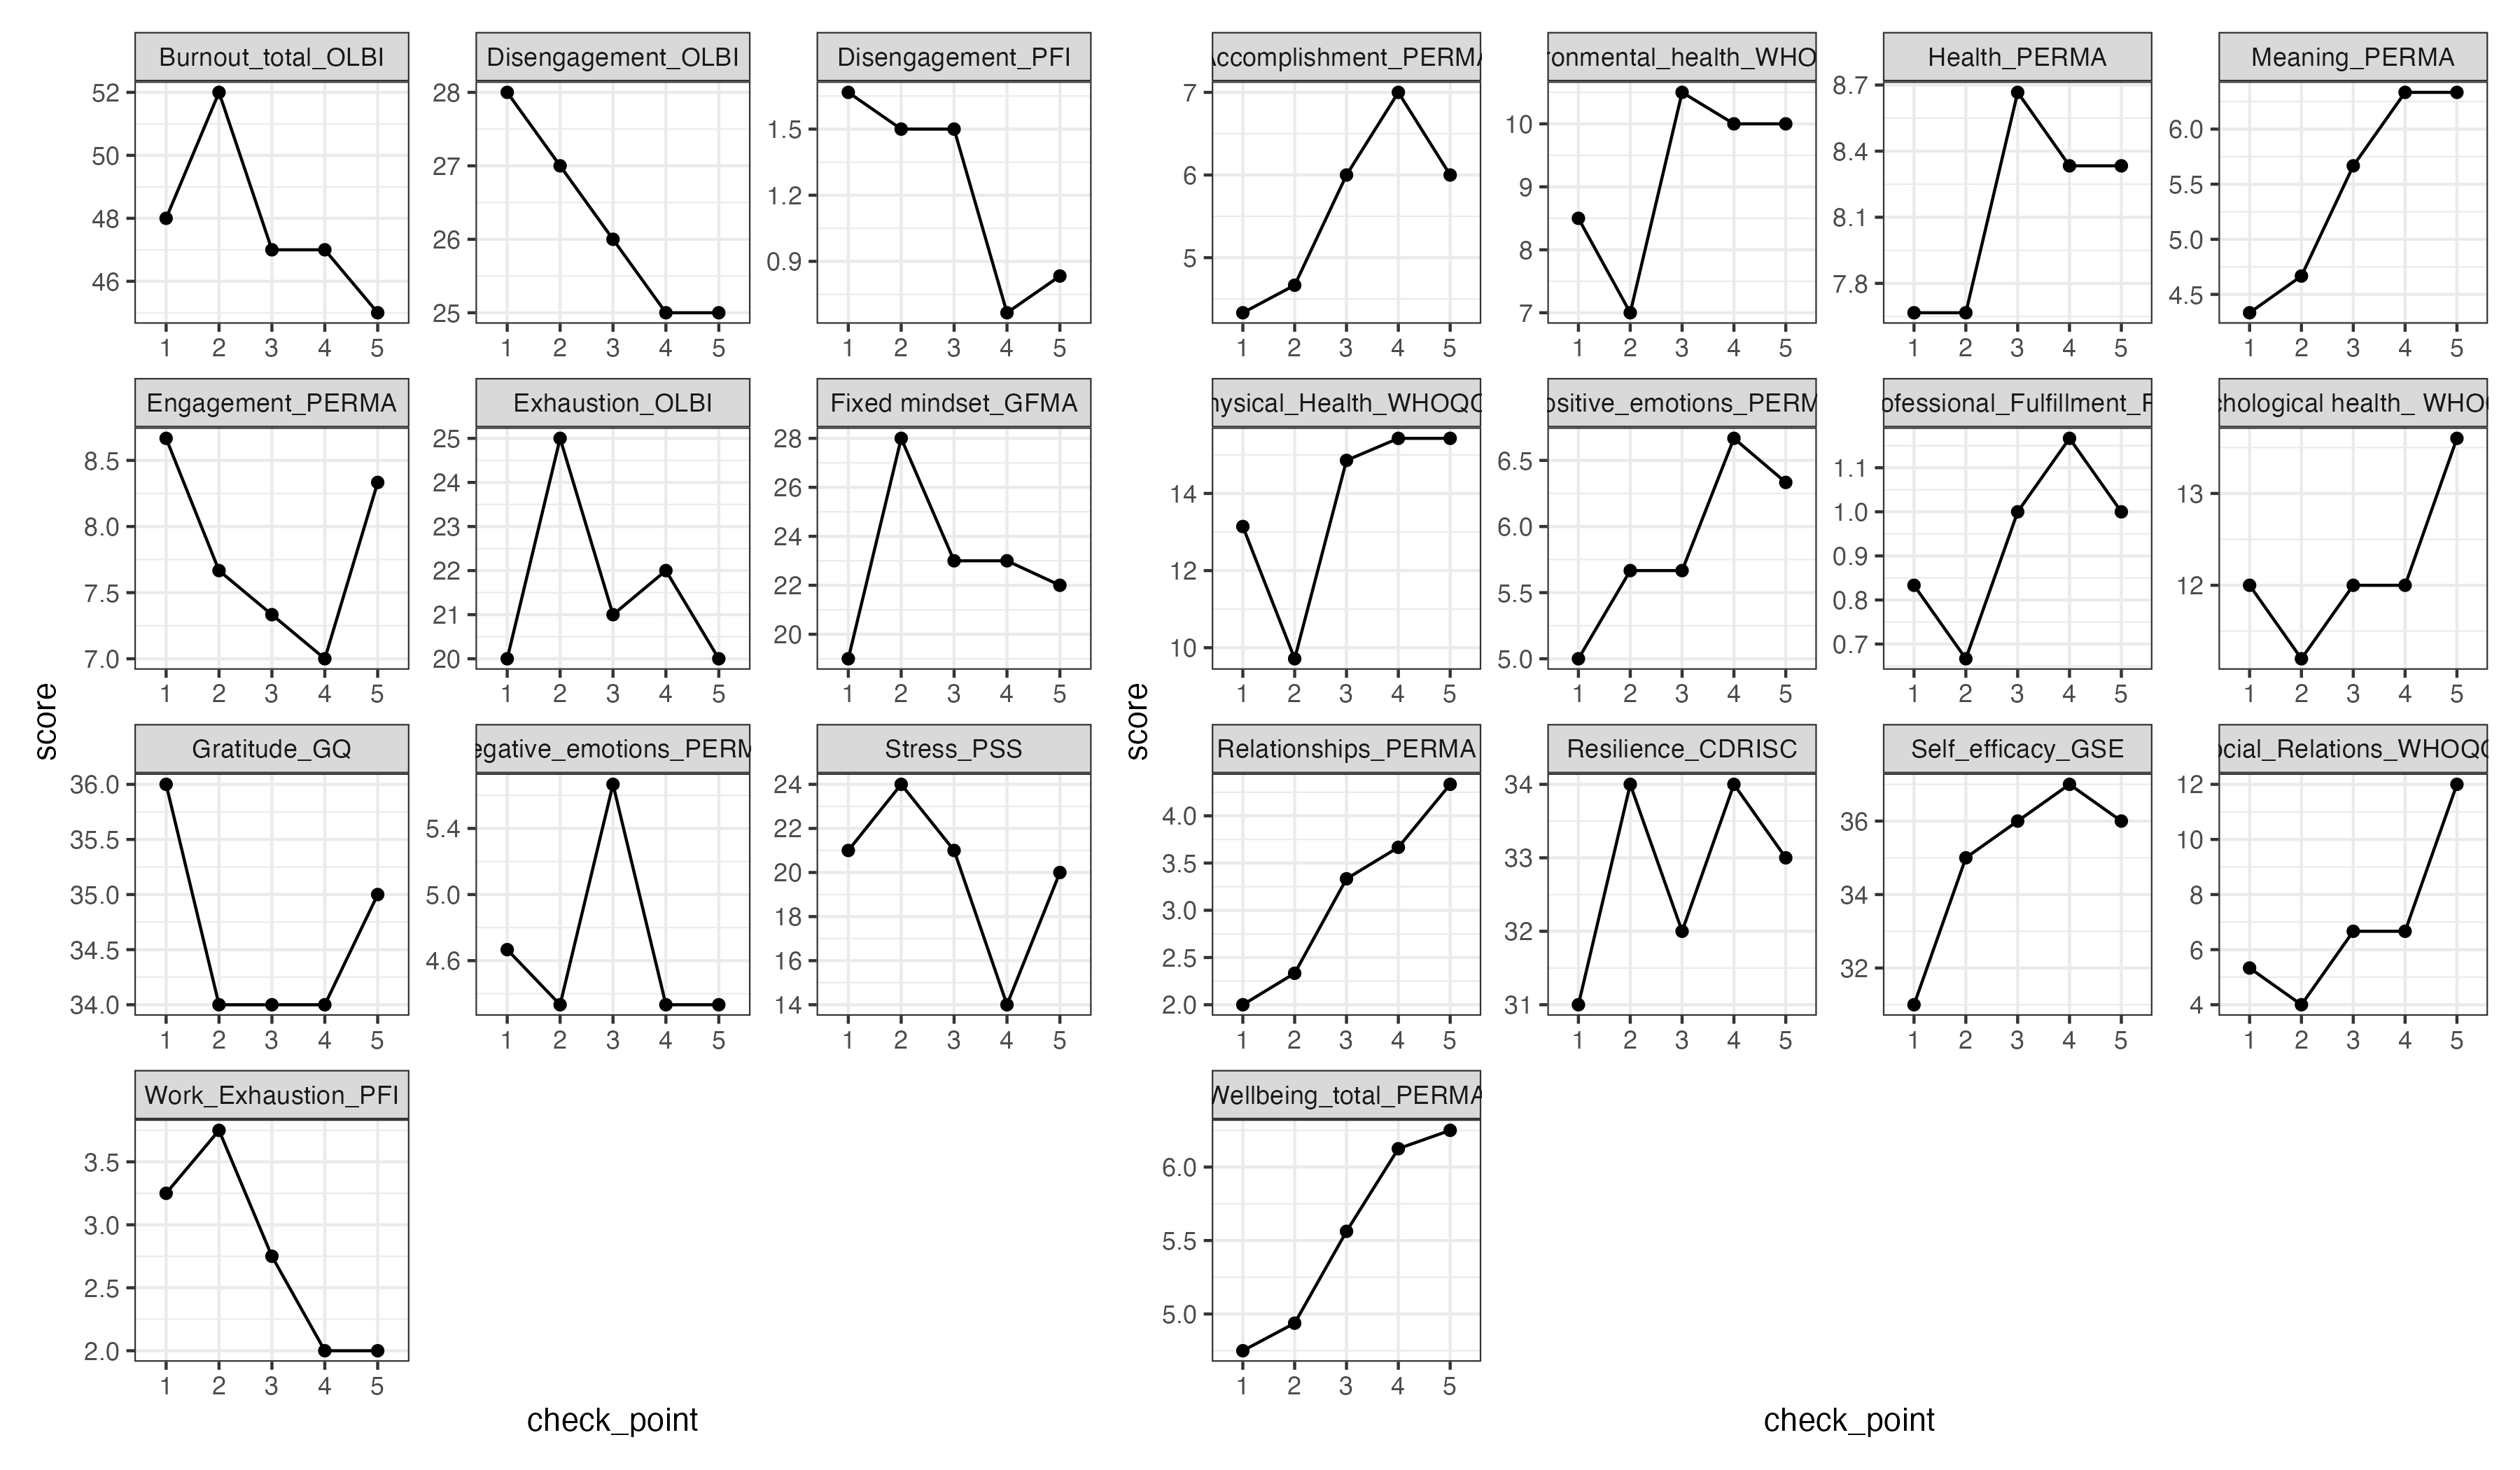 score
Burnout_total_OLBI
52
50
48
46
1 2 3 4 5
Disengagement_OLBI
28
27
26
25
1 2 3 4 5
Disengagement_PFI
1.5
1.2
0.9
1 2 3 4 5
Engagement_PERMA
8.5
8.0
7.5
7.0
1 2 3 4 5
Exhaustion_OLBI
25
24
23
22
21
20
1 2 3 4 5
Fixed mindset_GFMA
28
26
24
22
20
1 2 3 4 5
Gratitude_GQ
36.0
35.5
35.0
34.5
34.0
1 2 3 4 5
egative_emotions_PERM
5.4
5.0
4.6
1 2 3 4 5
Stress_PSS
24
22
20
18
16
14
1 2 3 4 5
Work_Exhaustion_PFI
3.5
3.0
2.5
2.0
1 2 3 4 5
check_point
score
Accomplishment_PERMA
7
6
5
1 2 3 4 5
ronmental_health_WHO
10
9
8
7
1 2 3 4 5
Health_PERMA
8.7
8.4
8.1
7.8
1 2 3 4 5
Meaning_PERMA
6.0
5.5
5.0
4.5
1 2 3 4 5
hysical_Health_WHOQO
14
12
10
1 2 3 4 5
ositive_emotions_PERM
6.5
6.0
5.5
5.0
1 2 3 4 5
ofessional_Fulfillment_P
1.1
1.0
0.9
0.8
0.7
1 2 3 4 5
chological health_ WHO
13
12
1 2 3 4 5
Relationships_PERMA
4.0
3.5
3.0
2.5
2.0
1 2 3 4 5
Resilience_CDRISC
34
33
32
31
1 2 3 4 5
Self_efficacy_GSE
36
34
32
1 2 3 4 5
ocial_Relations_WHOQO
12
10
8
6
4
1 2 3 4 5
Wellbeing_total_PERMA
6.0
5.5
5.0
1 2 3 4 5
check_point